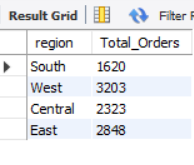 Result Grid Filter
region Total_Orders
South 1620
West 3203
Central 2323
East 2848